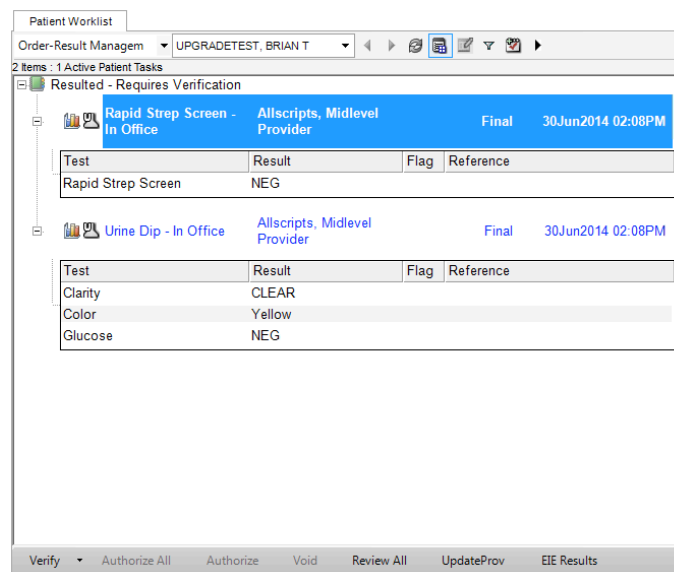 Patient Worklist
Order-Result Managem UPGRADETEST, BRIAN T
2 Items : 1 Active Patient Tasks
Resulted - Requires Verification
Rapid Strep Screen - In Office Allscripts, Midlevel Provider Final 30Jun2014 02:08PM
Test Result Flag Reference
Rapid Strep Screen NEG
Urine Dip - In Office Allscripts, Midlevel Provider Final 30Jun2014 02:08PM
Test Result Flag Reference
Clarity CLEAR
Color Yellow
Glucose NEG
Verify Authorize All Authorize Void Review All UpdateProv EIE Results